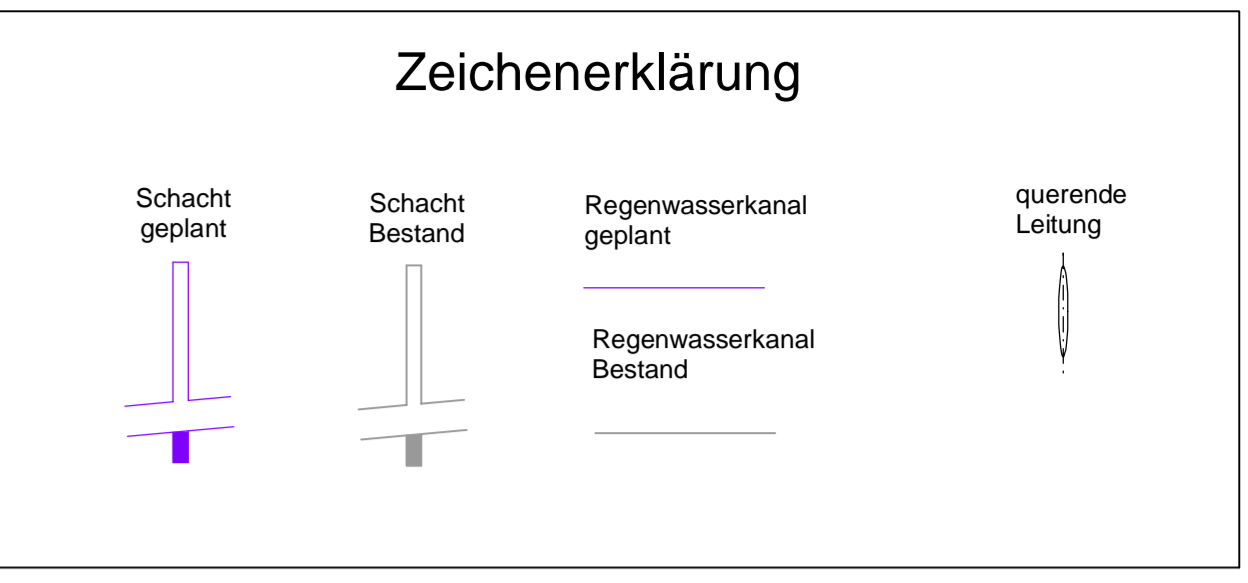 Zeichenerklärung
Schacht
geplant
Schacht
Bestand
Regenwasserkanal
geplant
Regenwasserkanal
Bestand
querende
Leitung